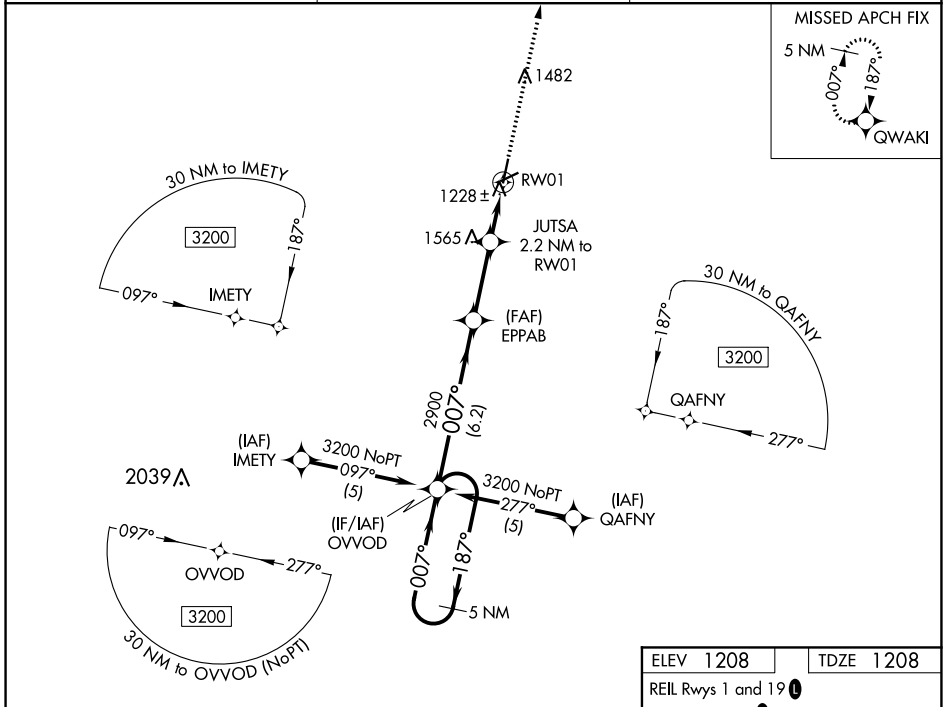 MISSED APCH FIX
5 NM
007°
187°
QWAKI
1482
RW01
1228 ±
1565
JUTSA
2.2 NM to
RW01
30 NM to IMETY
3200
187°
097°
IMETY
(FAF)
EPPAB
30 NM to QAFNY
187°
3200
QAFNY
277°
2900
007°
(6.2)
(IAF)
IMETY
3200 NoPT
097°
(5)
2039
3200 NoPT
277°
(5)
(IAF)
QAFNY
(IF/IAF)
OVVOD
007°
187°
5 NM
097°
OVVOD
277°
3200
30 NM to OVVOD (NoPT)
ELEV 1208
TDZE 1208
REIL Rwys 1 and 19 L